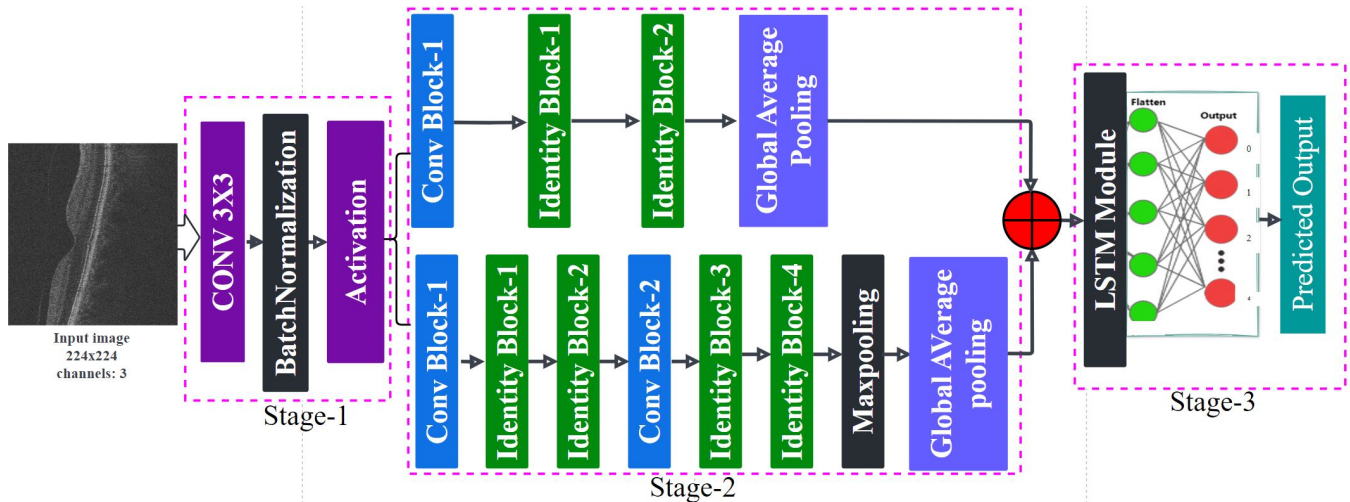 Input image
224x224
channels: 3
CONV 3X3
BatchNormalization
Activation
Stage-1
Conv Block-1
Identity Block-1
Identity Block-2
Global Average
Pooling
Conv Block-1
Identity Block-1
Identity Block-2
Conv Block-2
Identity Block-3
Identity Block-4
Maxpooling
Global AVerage
pooling
Stage-2
LSTM Module
Flatten
Output
0
1
2
4
Predicted Output
Stage-3